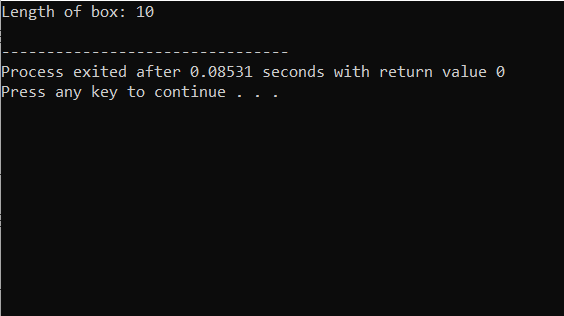 Length of box: 10
--------------------------------
Process exited after 0.08531 seconds with return value 0
Press any key to continue . . .